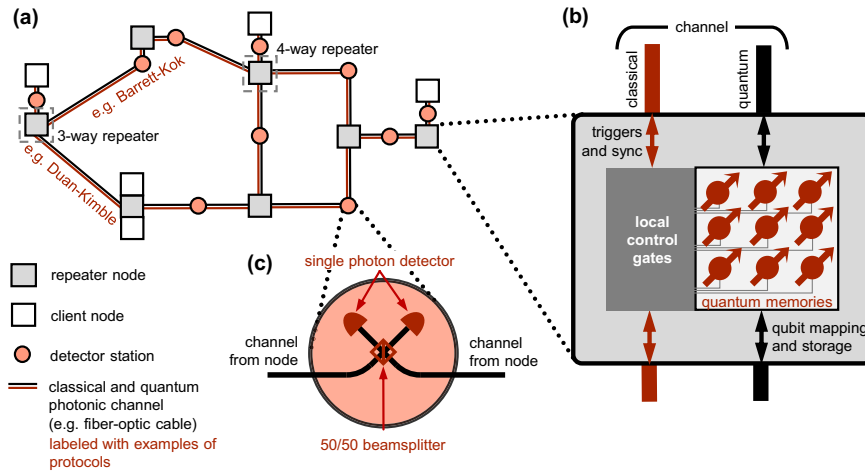 (a)
4-way repeater
e.g. Barrett-Kok
3-way repeater
e.g. Duan-Kimble
repeater node
client node
detector station
classical and quantum
photonic channel
(e.g. fiber-optic cable)
labeled with examples of
protocols
(c)
single photon detector
channel
from node
channel
from node
50/50 beamsplitter
(b)
channel
classical
quantum
triggers
and sync
local
control
gates
quantum memories
qubit mapping
and storage